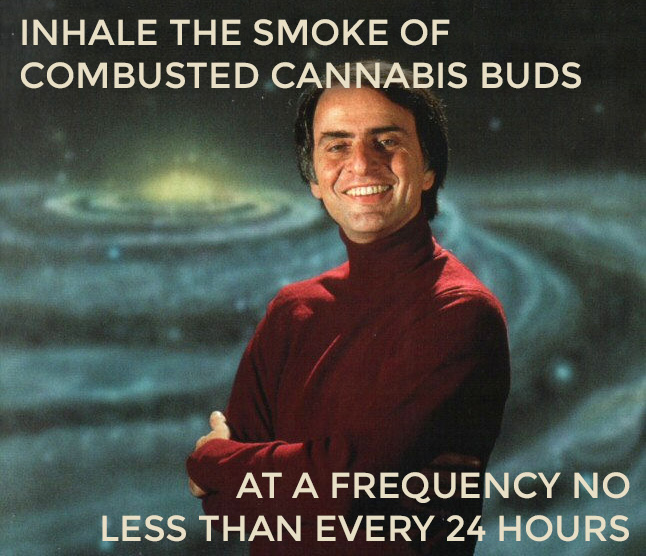 INHALE THE SMOKE OF
COMBUSTED CANNABIS BUDS
AT A FREQUENCY NO
LESS THAN EVERY 24 HOURS